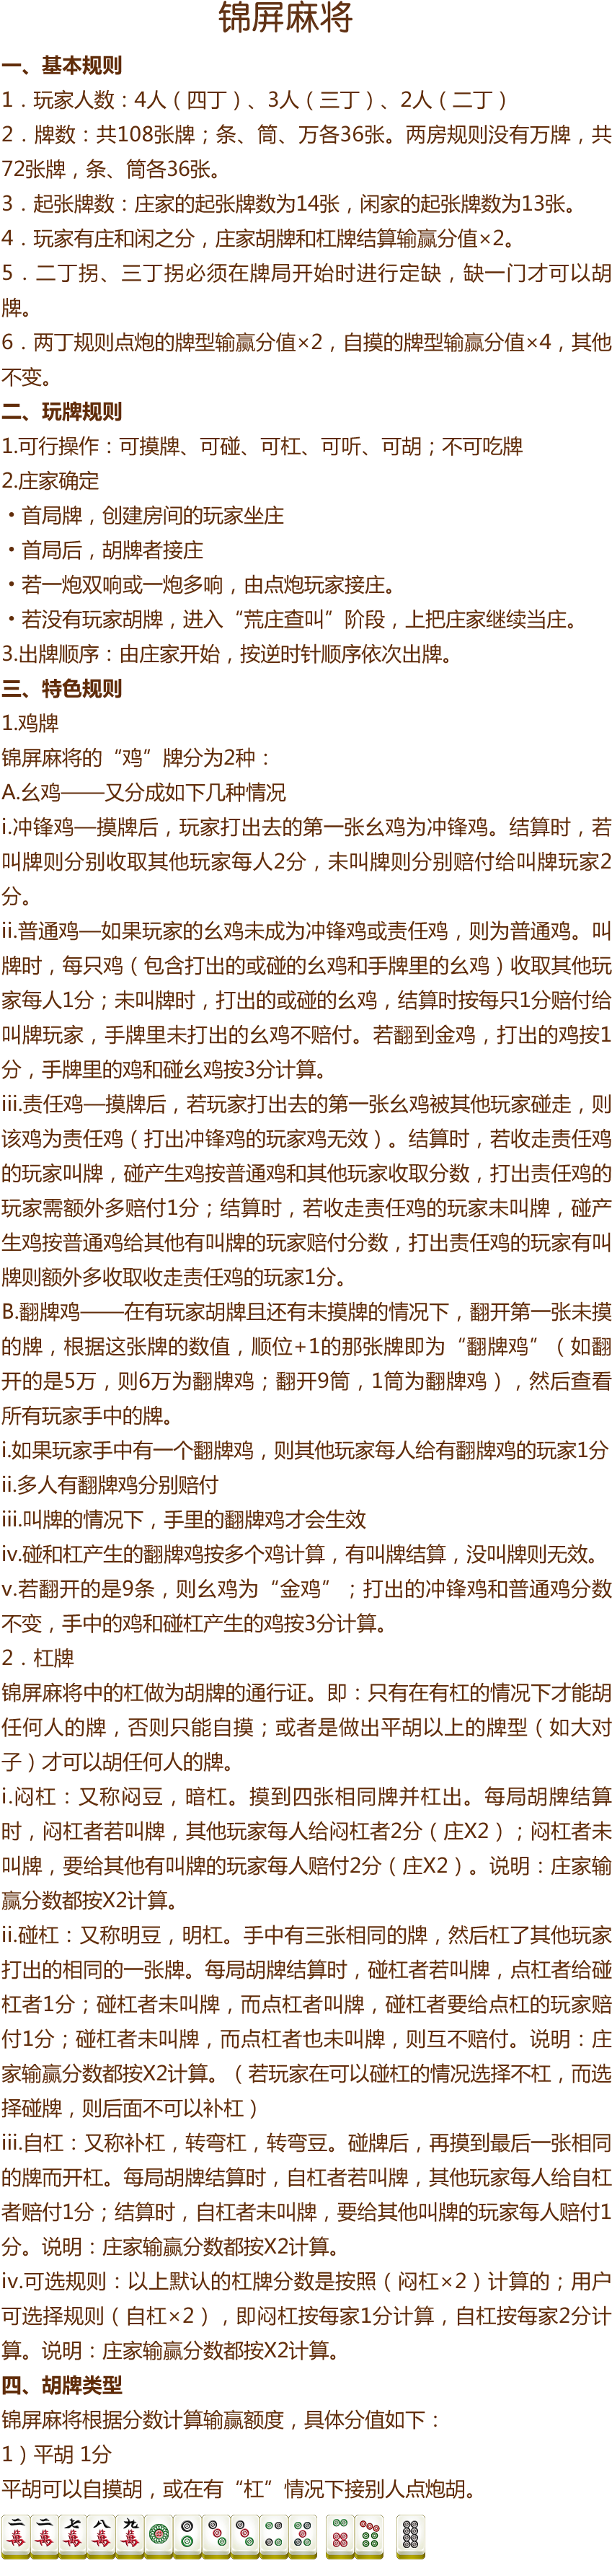 锦屏麻将
一、基本规则
1．玩家人数：4人（四丁）、3人（三丁）、2人（二丁）
2．牌数：共108张牌；条、筒、万各36张。两房规则没有万牌，共
72张牌，条、筒各36张。
3．起张牌数：庄家的起张牌数为14张，闲家的起张牌数为13张。
4．玩家有庄和闲之分，庄家胡牌和杠牌结算输赢分值×2。
5．二丁拐、三丁拐必须在牌局开始时进行定缺，缺一门才可以胡
牌。
6．两丁规则点炮的牌型输赢分值×2，自摸的牌型输赢分值×4，其他
不变。
二、玩牌规则
1.可行操作：可摸牌、可碰、可杠、可听、可胡；不可吃牌
2.庄家确定
・首局牌，创建房间的玩家坐庄
・首局后，胡牌者接庄
・若一炮双响或一炮多响，由点炮玩家接庄。
・若没有玩家胡牌，进入“荒庄查叫”阶段，上把庄家继续当庄。
3.出牌顺序：由庄家开始，按逆时针顺序依次出牌。
三、特色规则
1.鸡牌
锦屏麻将的“鸡”牌分为2种：
A.幺鸡——又分成如下几种情况
i.冲锋鸡—摸牌后，玩家打出去的第一张幺鸡为冲锋鸡。结算时，若
叫牌则分别收取其他玩家每人2分，未叫牌则分别赔付给叫牌玩家2
分。
ii.普通鸡—如果玩家的幺鸡未成为冲锋鸡或责任鸡，则为普通鸡。叫
牌时，每只鸡（包含打出的或碰的幺鸡和手牌里的幺鸡）收取其他玩
家每人1分；未叫牌时，打出的或碰的幺鸡，结算时按每只1分赔付给
叫牌玩家，手牌里未打出的幺鸡不赔付。若翻到金鸡，打出的鸡按1
分，手牌里的鸡和碰幺鸡按3分计算。
iii.责任鸡—摸牌后，若玩家打出去的第一张幺鸡被其他玩家碰走，则
该鸡为责任鸡（打出冲锋鸡的玩家鸡无效）。结算时，若收走责任鸡
的玩家叫牌，碰产生鸡按普通鸡和其他玩家收取分数，打出责任鸡的
玩家需额外多赔付1分；结算时，若收走责任鸡的玩家未叫牌，碰产
生鸡按普通鸡给其他有叫牌的玩家赔付分数，打出责任鸡的玩家有叫
牌则额外多收取收走责任鸡的玩家1分。
B.翻牌鸡——在有玩家胡牌且还有未摸牌的情况下，翻开第一张未摸
的牌，根据这张牌的数值，顺位+1的那张牌即为“翻牌鸡”（如翻
开的是5万，则6万为翻牌鸡；翻开9筒，1筒为翻牌鸡），然后查看
所有玩家手中的牌。
i.如果玩家手中有一个翻牌鸡，则其他玩家每人给有翻牌鸡的玩家1分
ii.多人有翻牌鸡分别赔付
iii.叫牌的情况下，手里的翻牌鸡才会生效
iv.碰和杠产生的翻牌鸡按多个鸡计算，有叫牌结算，没叫牌则无效。
v.若翻开的是9条，则幺鸡为“金鸡”；打出的冲锋鸡和普通鸡分数
不变，手中的鸡和碰杠产生的鸡按3分计算。
2．杠牌
锦屏麻将中的杠做为胡牌的通行证。即：只有在有杠的情况下才能胡
任何人的牌，否则只能自摸；或者是做出平胡以上的牌型（如大对
子）才可以胡任何人的牌。
i.闷杠：又称闷豆，暗杠。摸到四张相同牌并杠出。每局胡牌结算
时，闷杠者若叫牌，其他玩家每人给闷杠者2分（庄X2）；闷杠者未
叫牌，要给其他有叫牌的玩家每人赔付2分（庄X2）。说明：庄家输
赢分数都按X2计算。
ii.碰杠：又称明豆，明杠。手中有三张相同的牌，然后杠了其他玩家
打出的相同的一张牌。每局胡牌结算时，碰杠者若叫牌，点杠者给碰
杠者1分；碰杠者未叫牌，而点杠者叫牌，碰杠者要给点杠的玩家赔
付1分；碰杠者未叫牌，而点杠者也未叫牌，则互不赔付。说明：庄
家输赢分数都按X2计算。（若玩家在可以碰杠的情况选择不杠，而选
择碰牌，则后面不可以补杠）
iii.自杠：又称补杠，转弯杠，转弯豆。碰牌后，再摸到最后一张相同
的牌而开杠。每局胡牌结算时，自杠者若叫牌，其他玩家每人给自杠
者赔付1分；结算时，自杠者未叫牌，要给其他叫牌的玩家每人赔付1
分。说明：庄家输赢分数都按X2计算。
iv.可选规则：以上默认的杠牌分数是按照（闷杠×2）计算的；用户
可选择规则（自杠×2），即闷杠按每家1分计算，自杠按每家2分计
算。说明：庄家输赢分数都按X2计算。
四、胡牌类型
锦屏麻将根据分数计算输赢额度，具体分值如下：
1）平胡 1分
平胡可以自摸胡，或在有“杠”情况下接别人点炮胡。
二萬 二萬 七萬 八萬 九萬